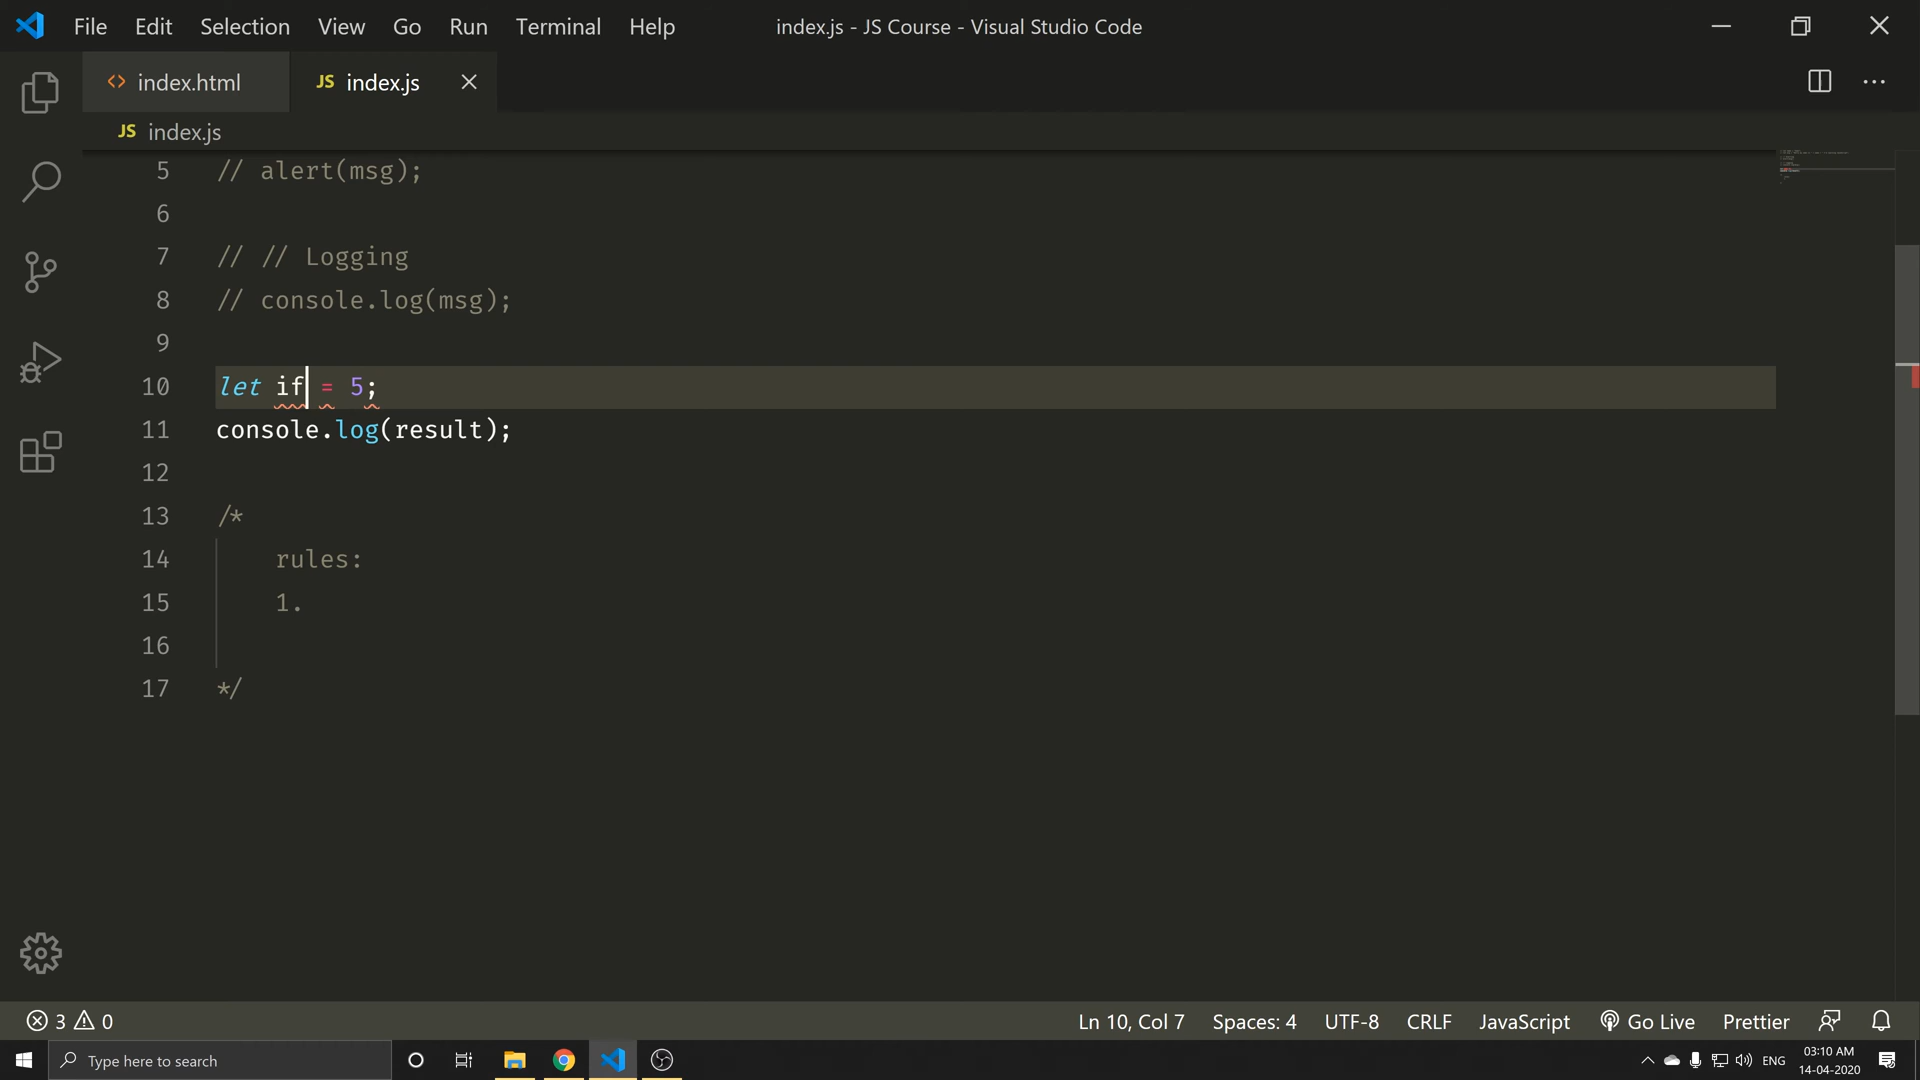 File Edit Selection View Go Run Terminal Help index.js - JS Course - Visual Studio Code
<> index.html JS index.js
JS index.js
5 // alert(msg);
6
7 // // Logging
8 // console.log(msg);
9
10 let if = 5;
11 console.log(result);
12
13 /*
14 rules:
15 1.
16
17 */
3 0 Ln 10, Col 7 Spaces: 4 UTF-8 CRLF JavaScript Go Live Prettier
Type here to search ENG 03:10 AM
14-04-2020